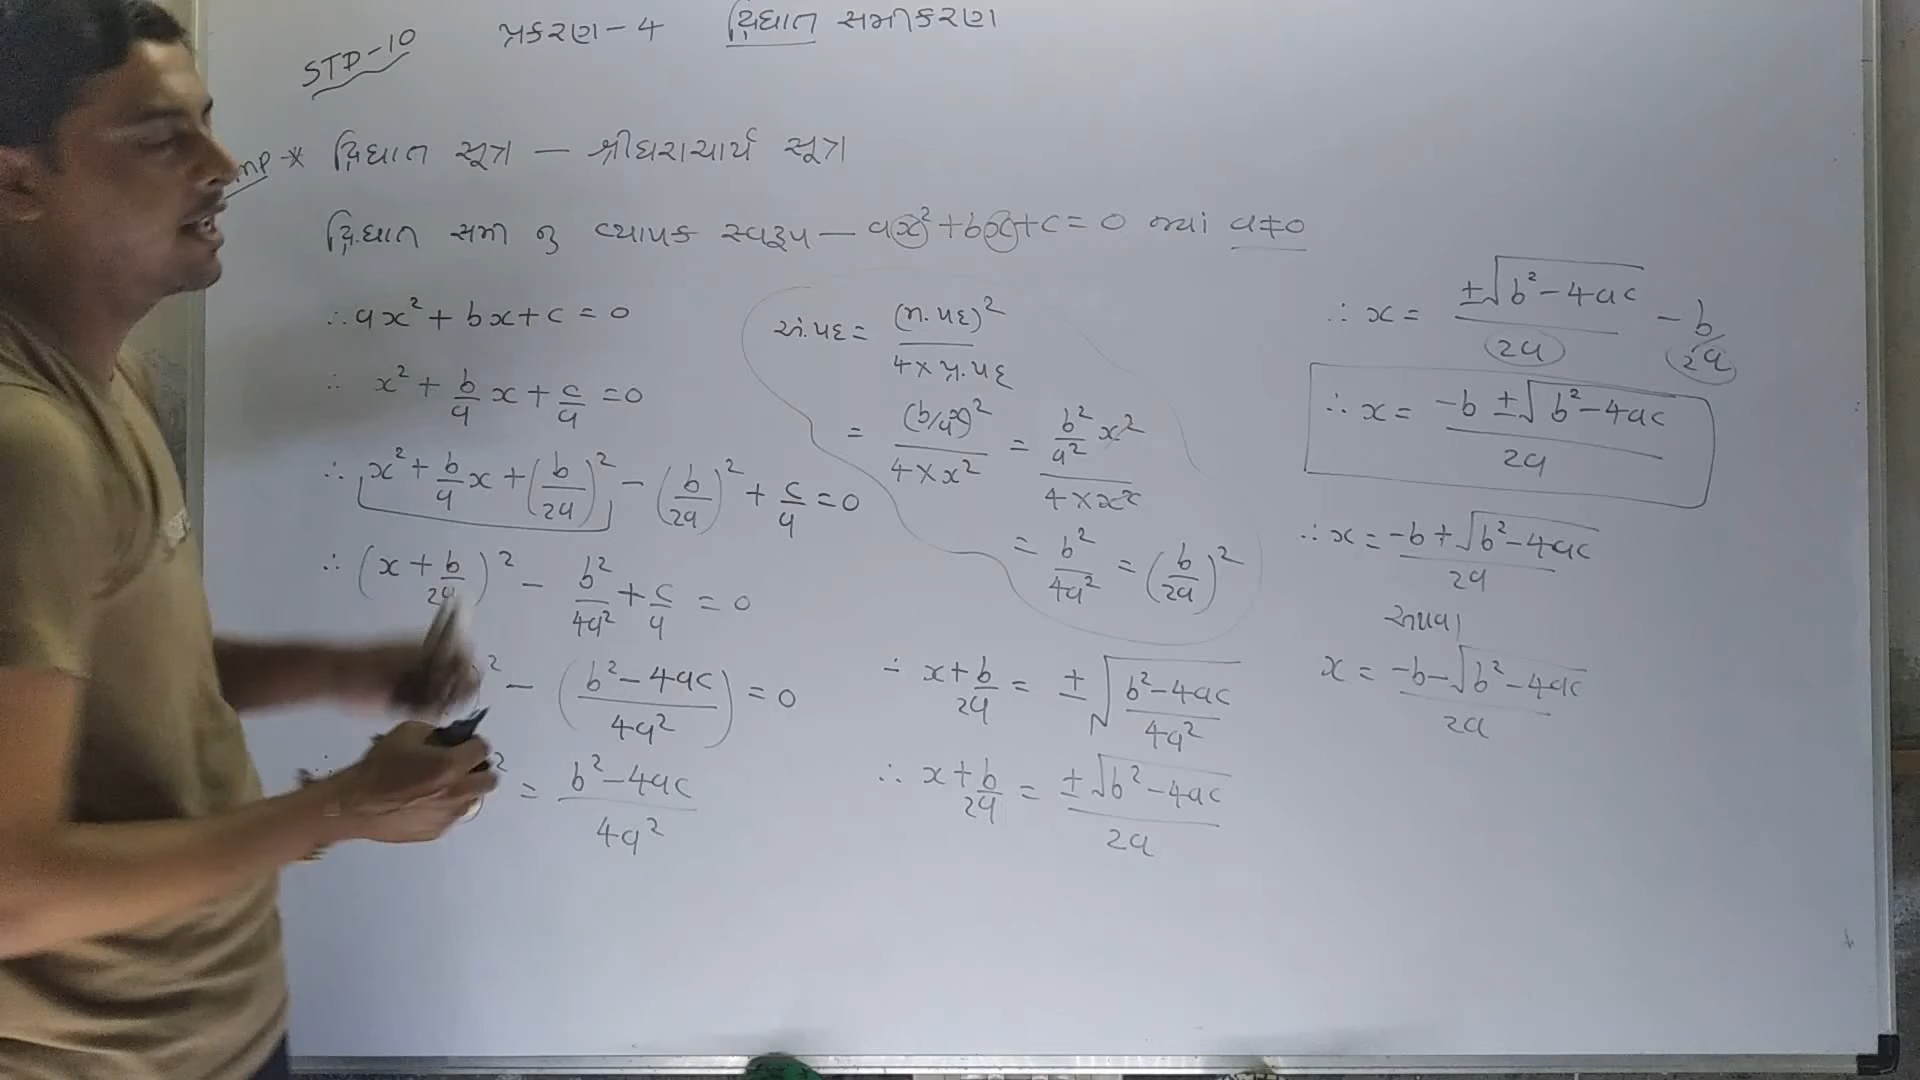 STD-10
પ્રકરણ-4 દ્વિઘાત સમીકરણ
Imp * દ્વિઘાત સૂત્ર - શ્રીધરાચાર્ય સૂત્ર
દ્વિઘાત સમી નુ વ્યાપક સ્વરૂપ - ax²+bx+c=0 જ્યાં a≠0
∴ ax² + bx + c = 0
∴ x² + b/a x + c/a = 0
∴ x² + b/a x + (b/2a)² - (b/2a)² + c/a = 0
∴ (x + b/2a)² - b²/4a² + c/a = 0
² - (b²-4ac/4a²) = 0
∴ ² = b²-4ac/4a²
અં.પદ = (મ.પદ)²/4×પ્ર.પદ
= (b/a x)²/4×x² = b²/a² x²/4×x²
= b²/4a² = (b/2a)²
∴ x + b/2a = ±√b²-4ac/4a²
∴ x + b/2a = ±√b²-4ac/2a
∴ x = ±√b²-4ac/2a - b/2a
∴ x = -b ±√b²-4ac/2a
∴ x = -b+√b²-4ac/2a
અથવા
x = -b-√b²-4ac/2a